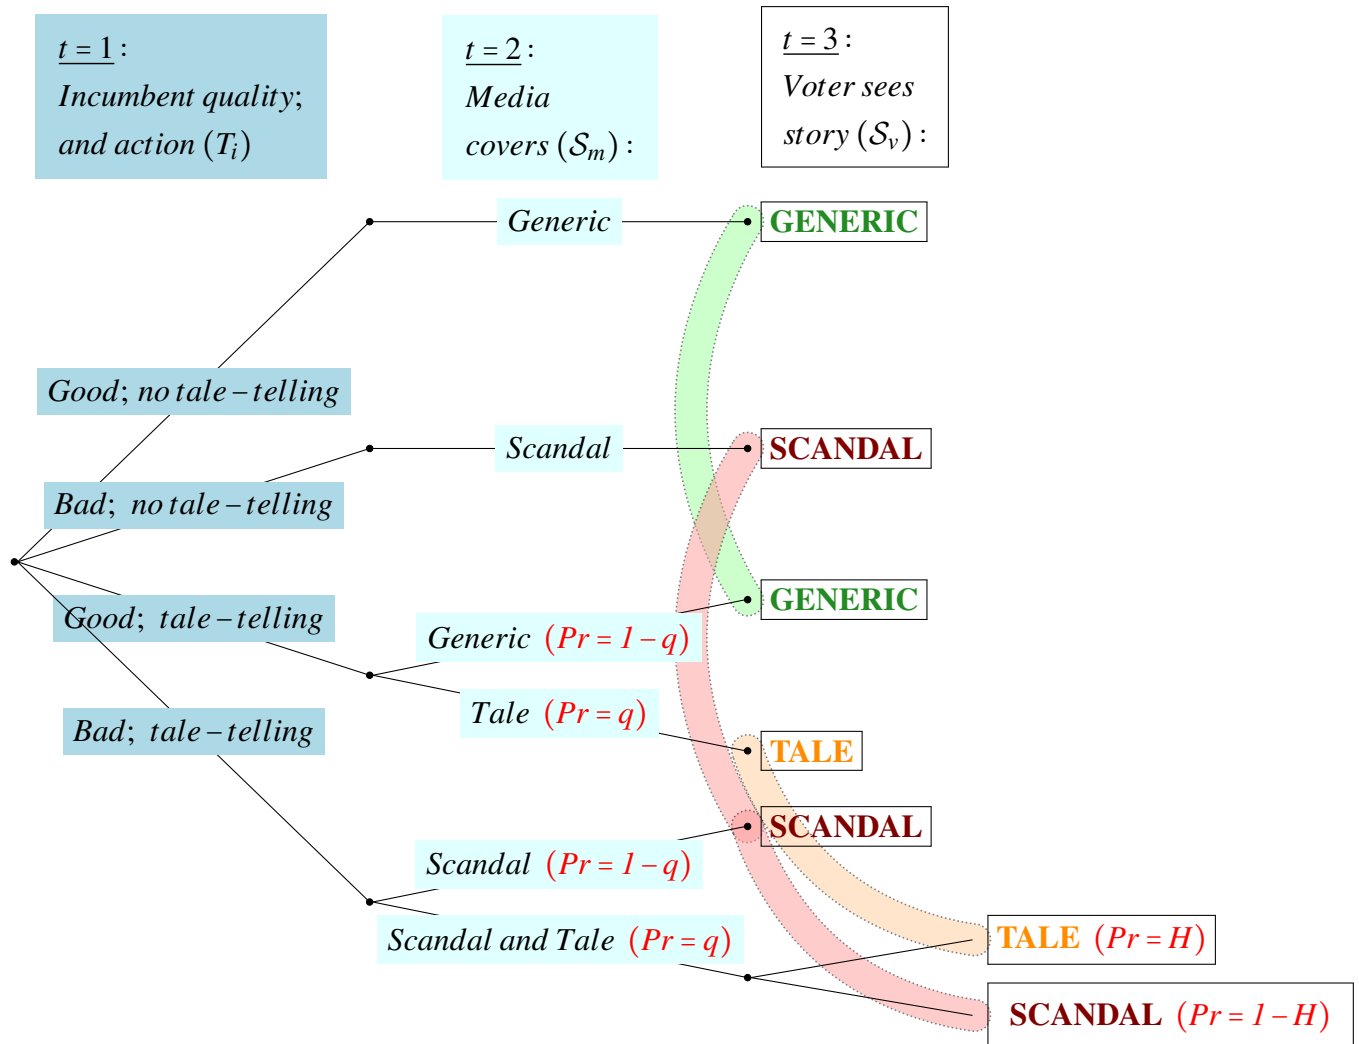 t = 1 :
Incumbent quality;
and action (T_i)
t = 2 :
Media
covers (𝒮_m) :
t = 3 :
Voter sees
story (𝒮_v) :
Generic
GENERIC
Good; no tale – telling
Scandal
SCANDAL
Bad; no tale – telling
GENERIC
Good; tale – telling
Generic (Pr = 1 – q)
Tale (Pr = q)
Bad; tale – telling
TALE
SCANDAL
Scandal (Pr = 1 – q)
Scandal and Tale (Pr = q)
TALE (Pr = H)
SCANDAL (Pr = 1 – H)